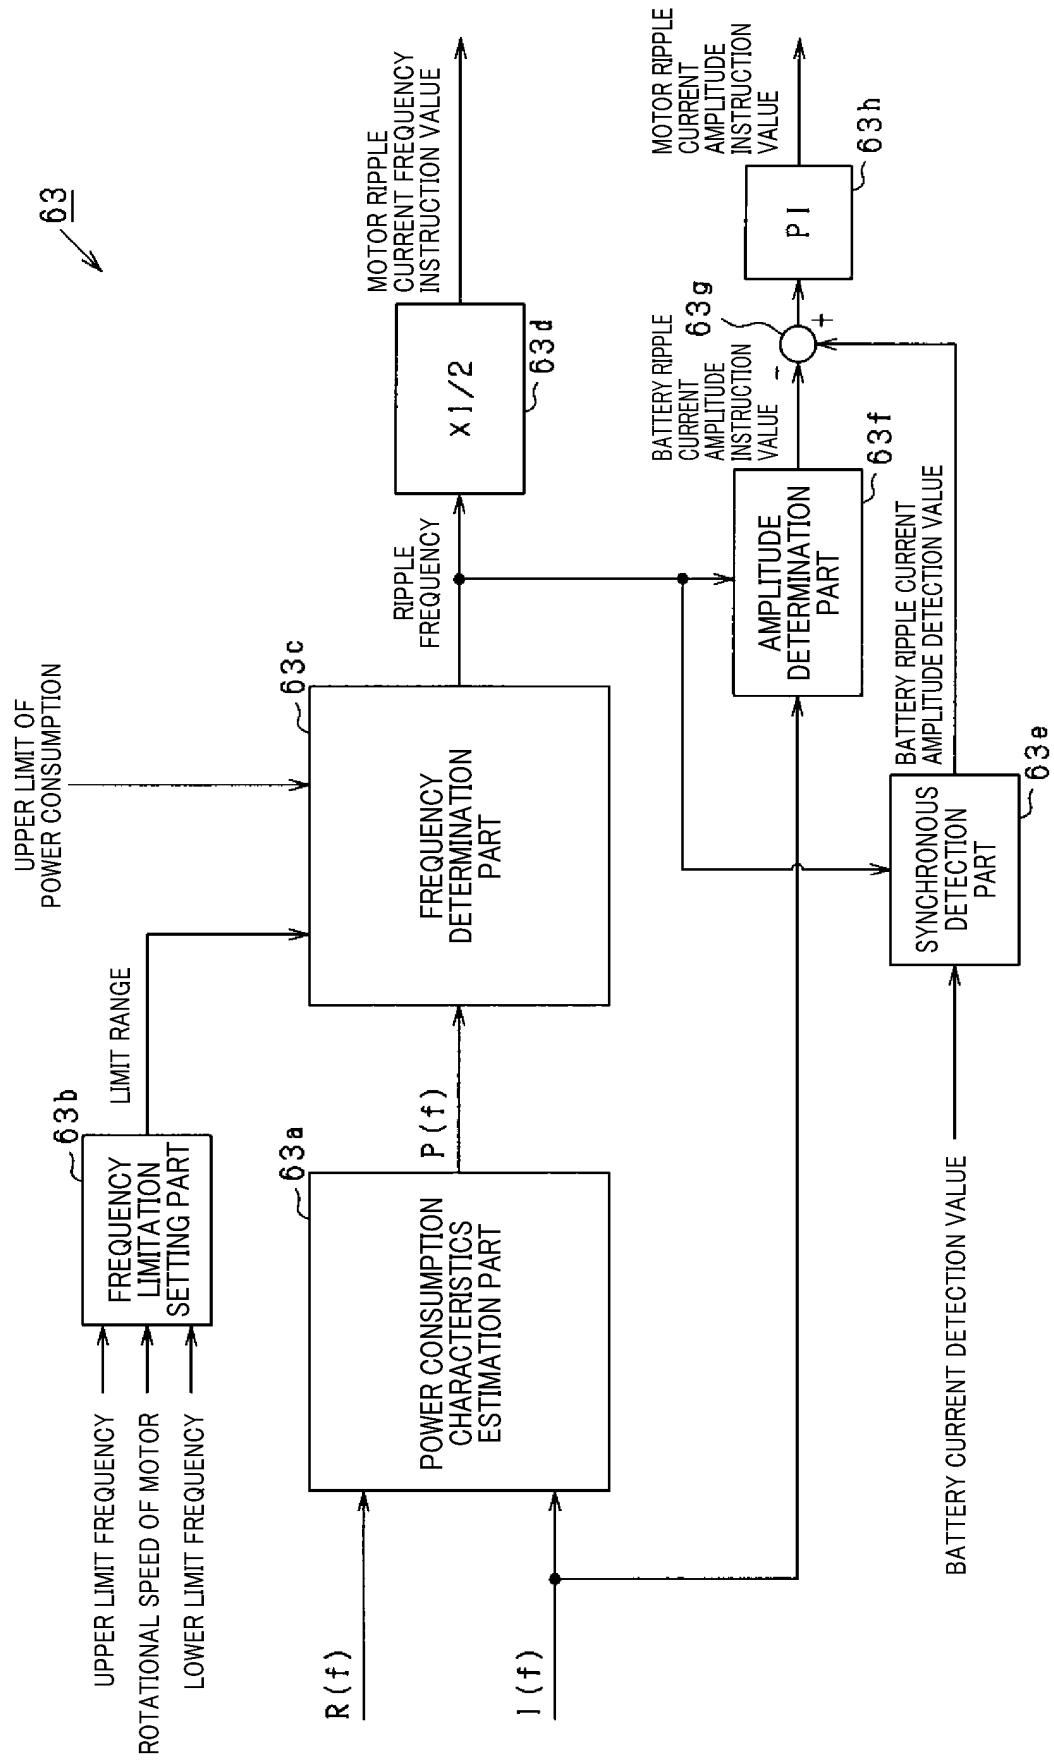 63
UPPER LIMIT FREQUENCY
ROTATIONAL SPEED OF MOTOR
LOWER LIMIT FREQUENCY
63b
FREQUENCY
LIMITATION
SETTING PART
LIMIT RANGE
UPPER LIMIT OF
POWER CONSUMPTION
R(f)
I(f)
63a
POWER CONSUMPTION
CHARACTERISTICS
ESTIMATION PART
P(f)
63c
FREQUENCY
DETERMINATION
PART
RIPPLE
FREQUENCY
X1/2
63d
MOTOR RIPPLE
CURRENT FREQUENCY
INSTRUCTION VALUE
AMPLITUDE
DETERMINATION
PART
63f
BATTERY RIPPLE
CURRENT
AMPLITUDE
INSTRUCTION
VALUE
63g
-
+
PI
63h
MOTOR RIPPLE
CURRENT
AMPLITUDE
INSTRUCTION
VALUE
BATTERY CURRENT DETECTION VALUE
SYNCHRONOUS
DETECTION
PART
63e
BATTERY RIPPLE CURRENT
AMPLITUDE DETECTION VALUE